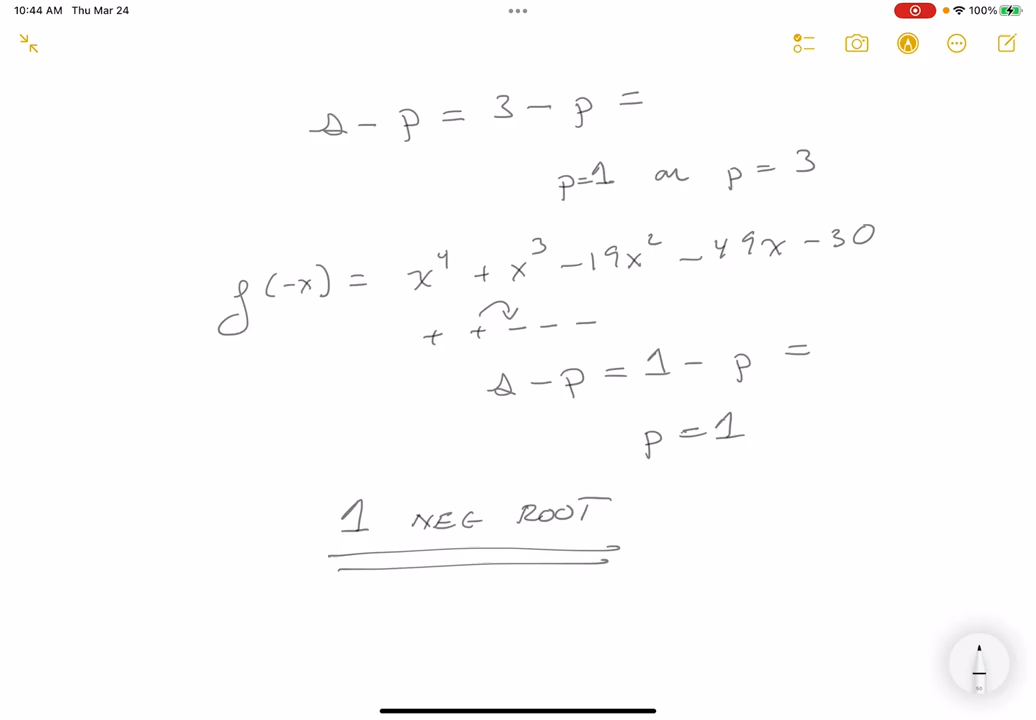 10:44 AM Thu Mar 24 100%
s - p = 3 - p =
p=1 or p = 3
f(-x) = x⁴ + x³ - 19x² - 49x - 30
+ + - - -
s - p = 1 - p =
p = 1
1 NEG ROOT
50